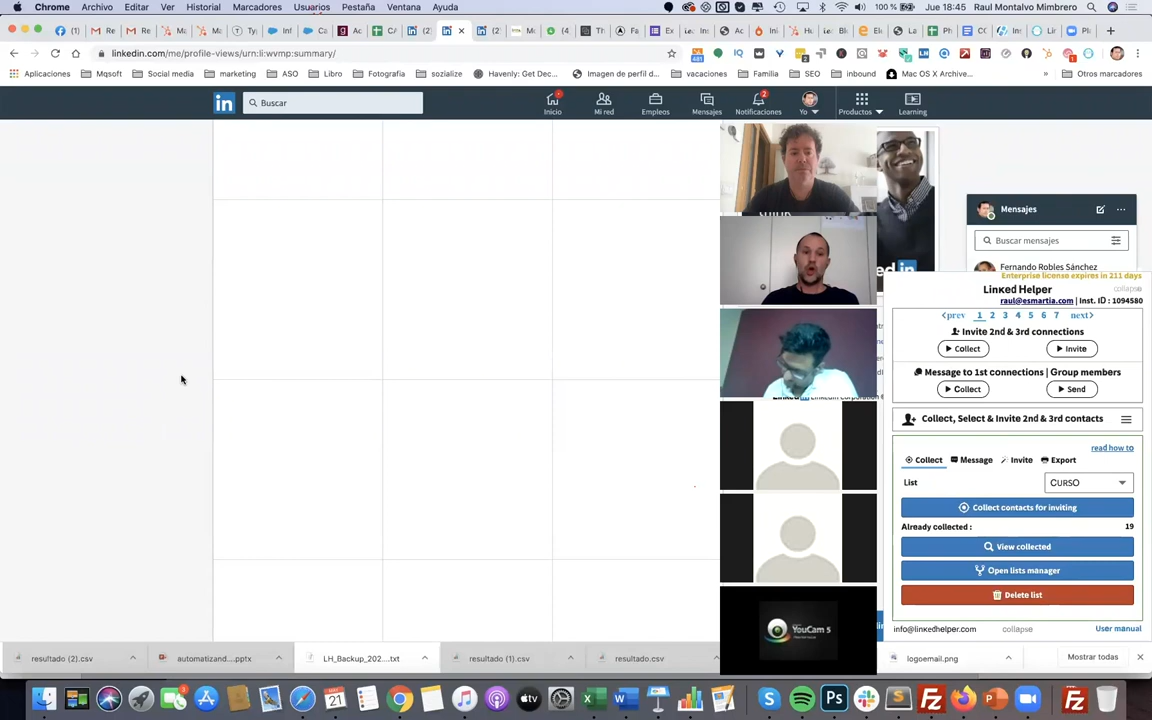 Chrome Archivo Editar Ver Historial Marcadores Usuarios Pestaña Ventana Ayuda
100 % Jue 18:45 Raul Montalvo Mimbrero
linkedin.com/me/profile-views/urn:li:wvmp:summary/
Aplicaciones Mqsoft Social media marketing ASO Libro Fotografia sozialize Havenly: Get Dec... Imagen de perfil d... vacaciones Familia SEO inbound Mac OS X Archive... » Otros marcadores
in Buscar
Inicio Mi red Empleos Mensajes Notificaciones Yo Productos Learning
Mensajes
Buscar mensajes
Fernando Robles Sánchez
Enterprise license expires in 211 days
Linked Helper
collapse
raul@esmartia.com | Inst. ID : 1094580
prev 1 2 3 4 5 6 7 next
Invite 2nd & 3rd connections
Collect Invite
Message to 1st connections | Group members
Collect Send
Collect, Select & Invite 2nd & 3rd contacts
read how to
Collect Message Invite Export
List CURSO
Collect contacts for inviting
Already collected : 19
View collected
Open lists manager
Delete list
info@linkedhelper.com collapse User manual
YouCam 5
resultado (2).csv automatizand....pptx LH_Backup_202....txt resultado (1).csv resultado.csv logoemail.png Mostrar todas